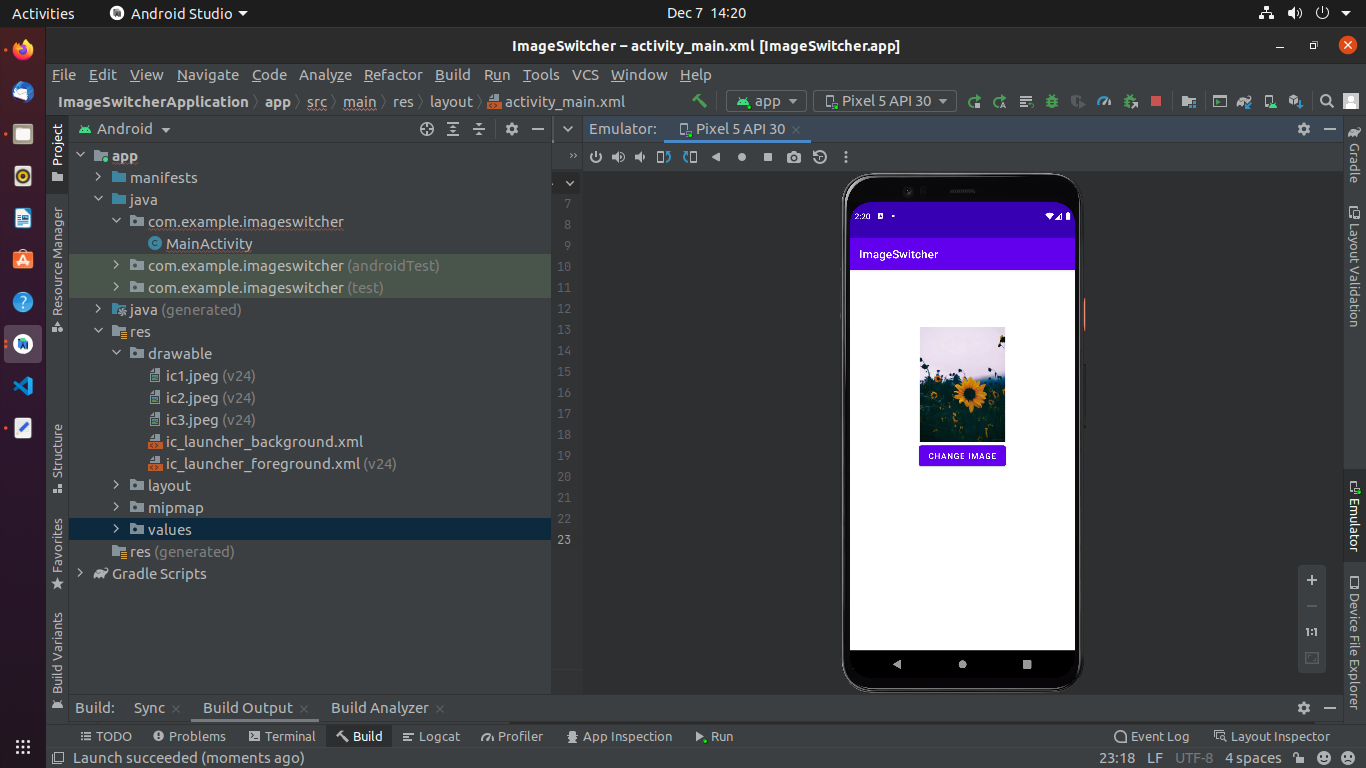 Activities Android Studio Dec 7 14:20
ImageSwitcher – activity_main.xml [ImageSwitcher.app]
File Edit View Navigate Code Analyze Refactor Build Run Tools VCS Window Help
ImageSwitcherApplication app src main res layout activity_main.xml app Pixel 5 API 30
Project
Resource Manager
Structure
Favorites
Build Variants
Android
app
manifests
java
com.example.imageswitcher
MainActivity
com.example.imageswitcher (androidTest)
com.example.imageswitcher (test)
java (generated)
res
drawable
ic1.jpeg (v24)
ic2.jpeg (v24)
ic3.jpeg (v24)
ic_launcher_background.xml
ic_launcher_foreground.xml (v24)
layout
mipmap
values
res (generated)
Gradle Scripts
7
8
9
10
11
12
13
14
15
16
17
18
19
20
21
22
23
Emulator: Pixel 5 API 30
2:20
ImageSwitcher
CHANGE IMAGE
1:1
Gradle
Layout Validation
Emulator
Device File Explorer
Build: Sync Build Output Build Analyzer
TODO Problems Terminal Build Logcat Profiler App Inspection Run Event Log Layout Inspector
Launch succeeded (moments ago) 23:18 LF UTF-8 4 spaces